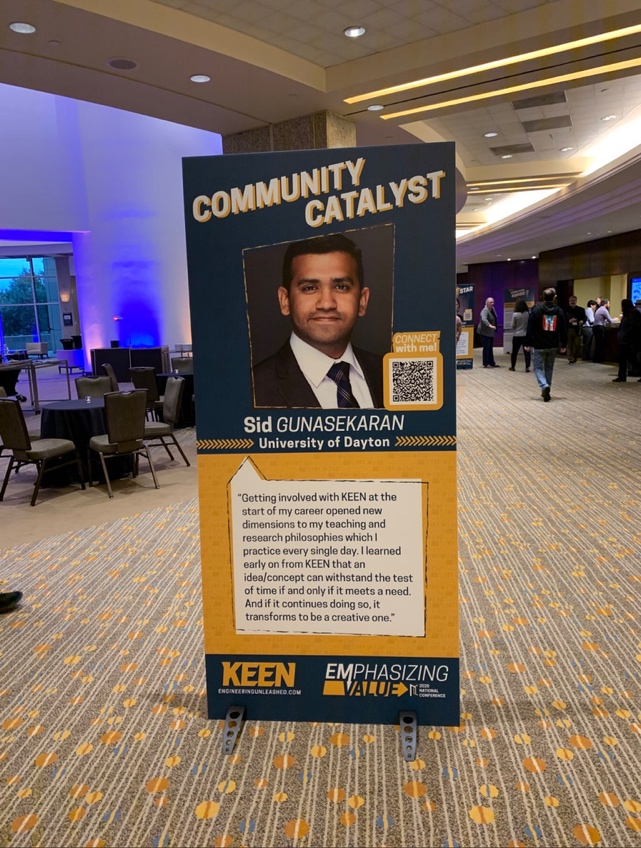 COMMUNITY
CATALYST
CONNECT
with me!
Sid GUNASEKARAN
University of Dayton
"Getting involved with KEEN at the
start of my career opened new
dimensions to my teaching and
research philosophies which I
practice every single day. I learned
early on from KEEN that an
idea/concept can withstand the test
of time if and only if it meets a need.
And if it continues doing so, it
transforms to be a creative one."
KEEN
ENGINEERINGUNLEASHED.COM
EMPHASIZING
VALUE
2020
NATIONAL
CONFERENCE
STAR